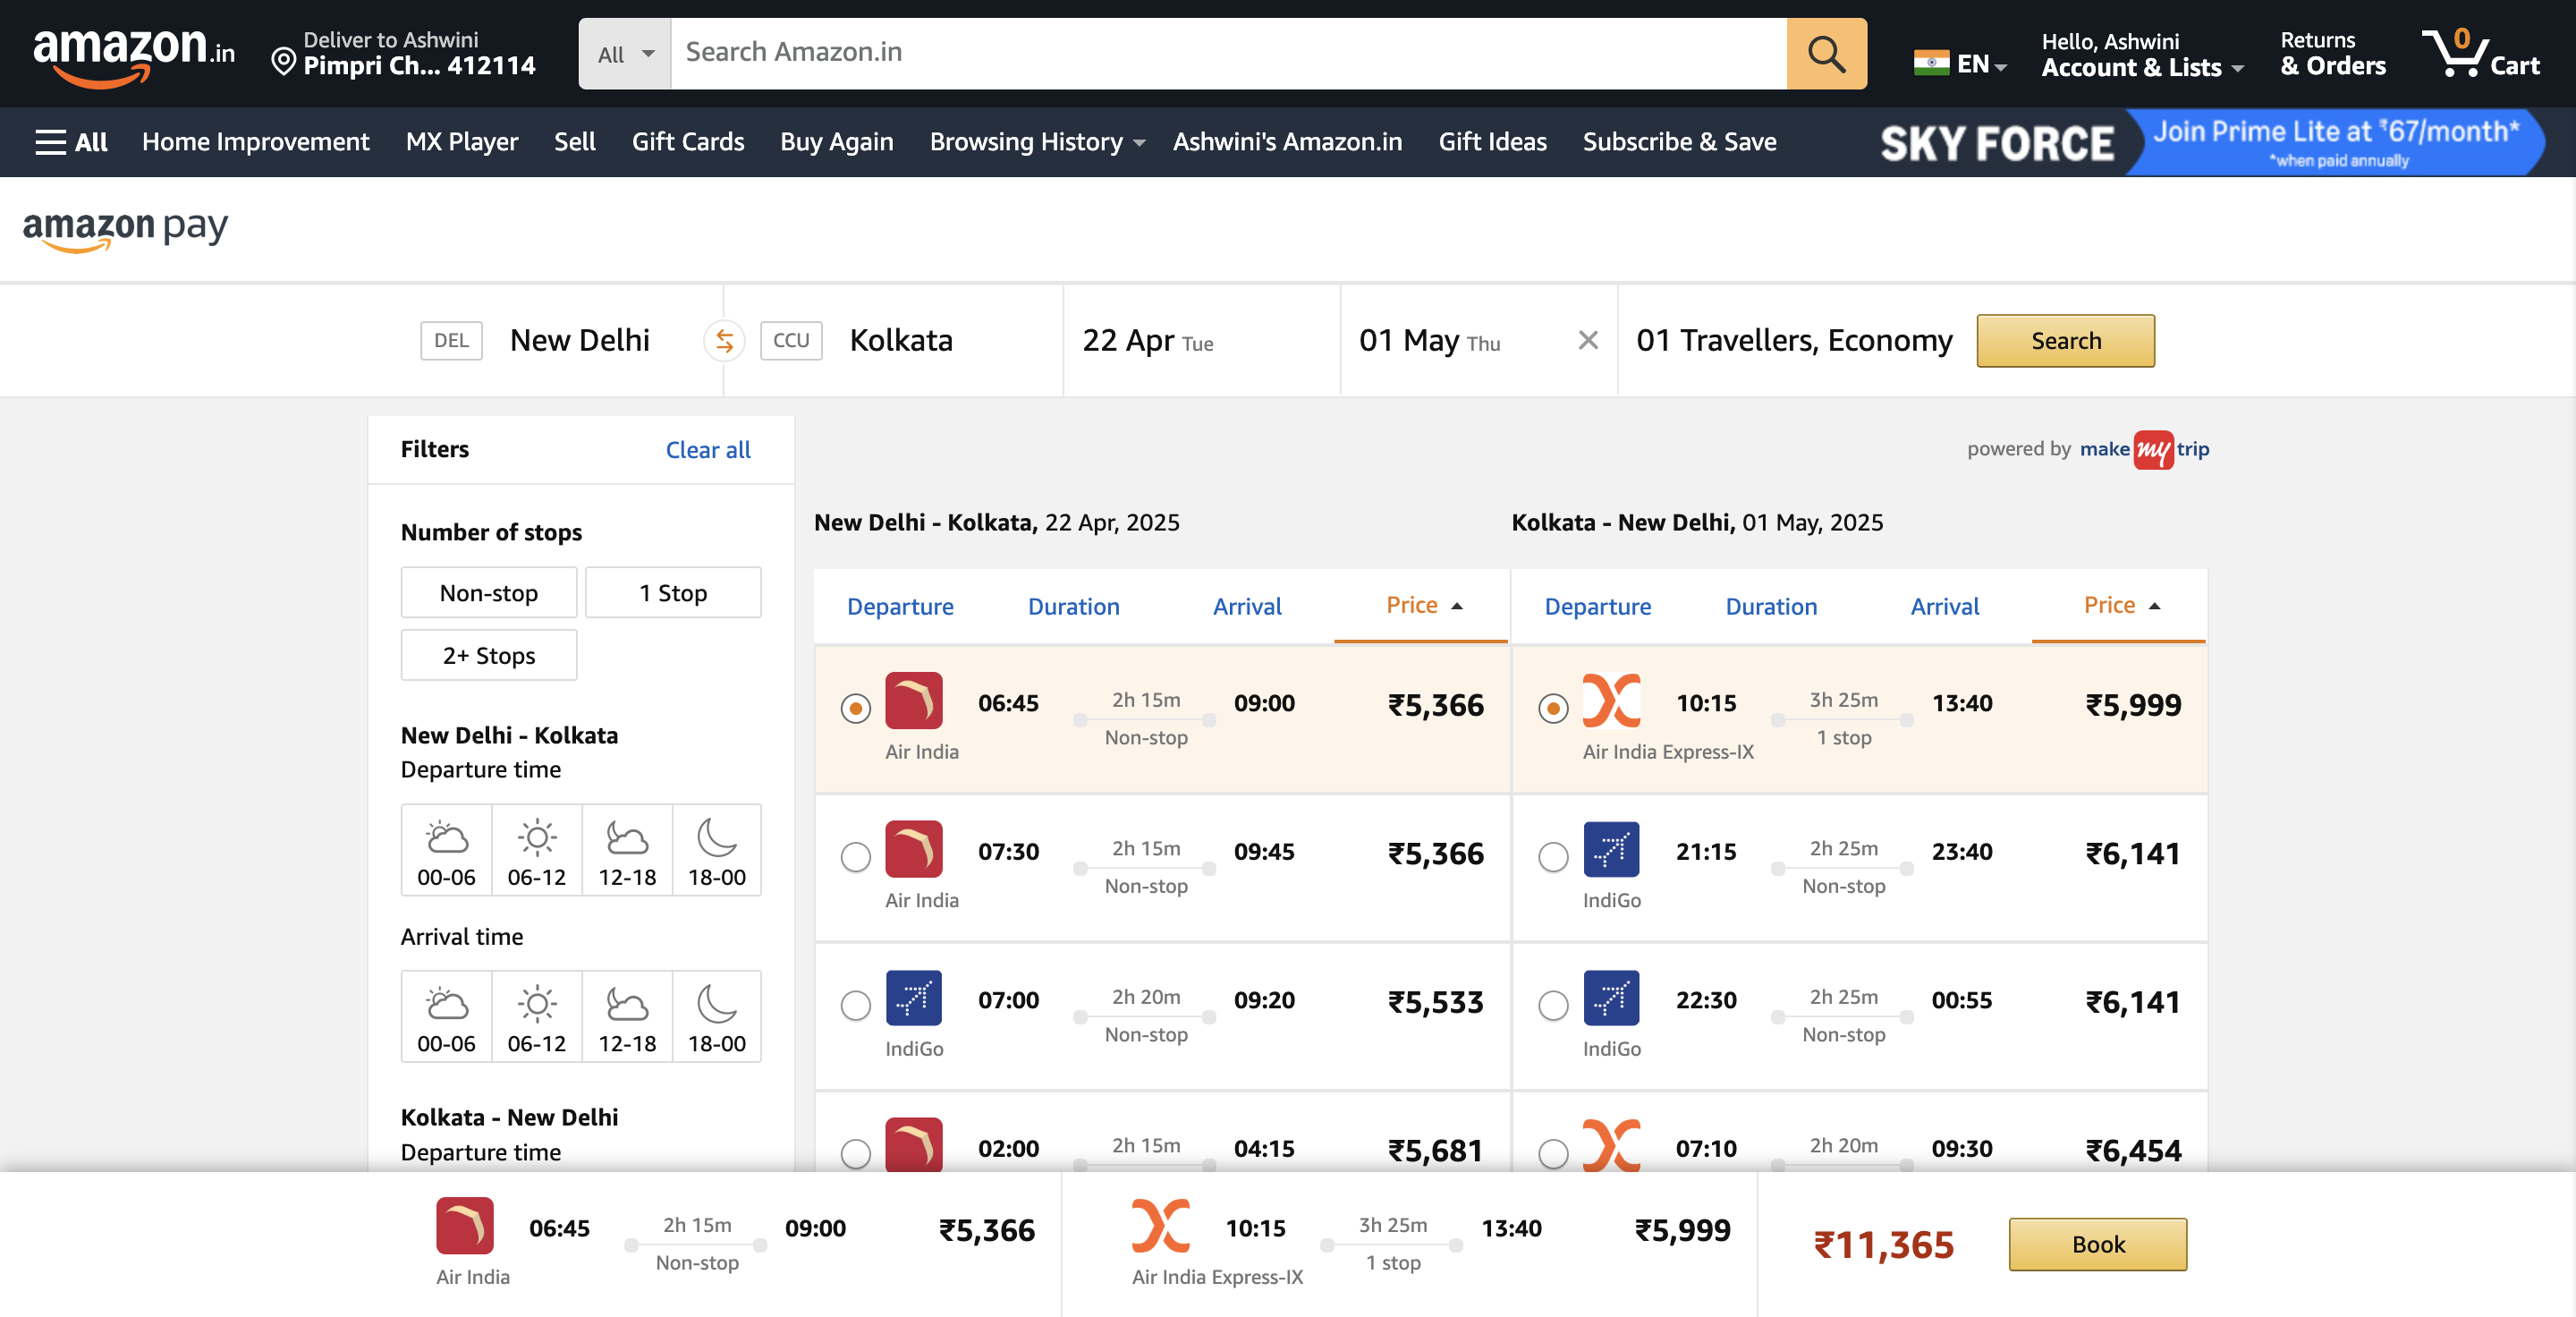 amazon.in
Deliver to Ashwini
Pimpri Ch... 412114
All
Search Amazon.in
EN
Hello, Ashwini
Account & Lists
Returns
& Orders
0
Cart
All Home Improvement MX Player Sell Gift Cards Buy Again Browsing History Ashwini's Amazon.in Gift Ideas Subscribe & Save
SKY FORCE
Join Prime Lite at ₹67/month*
*when paid annually
amazon pay
DEL New Delhi CCU Kolkata 22 Apr Tue 01 May Thu 01 Travellers, Economy Search
Filters Clear all
powered by make my trip
Number of stops
Non-stop 1 Stop
2+ Stops
New Delhi - Kolkata
Departure time
00-06 06-12 12-18 18-00
Arrival time
00-06 06-12 12-18 18-00
Kolkata - New Delhi
Departure time
New Delhi - Kolkata, 22 Apr, 2025
Departure Duration Arrival Price
06:45 2h 15m 09:00 ₹5,366
Non-stop
Air India
07:30 2h 15m 09:45 ₹5,366
Non-stop
Air India
07:00 2h 20m 09:20 ₹5,533
Non-stop
IndiGo
02:00 2h 15m 04:15 ₹5,681
Kolkata - New Delhi, 01 May, 2025
Departure Duration Arrival Price
10:15 3h 25m 13:40 ₹5,999
1 stop
Air India Express-IX
21:15 2h 25m 23:40 ₹6,141
Non-stop
IndiGo
22:30 2h 25m 00:55 ₹6,141
Non-stop
IndiGo
07:10 2h 20m 09:30 ₹6,454
06:45 2h 15m 09:00 ₹5,366
Non-stop
Air India
10:15 3h 25m 13:40 ₹5,999
1 stop
Air India Express-IX
₹11,365 Book